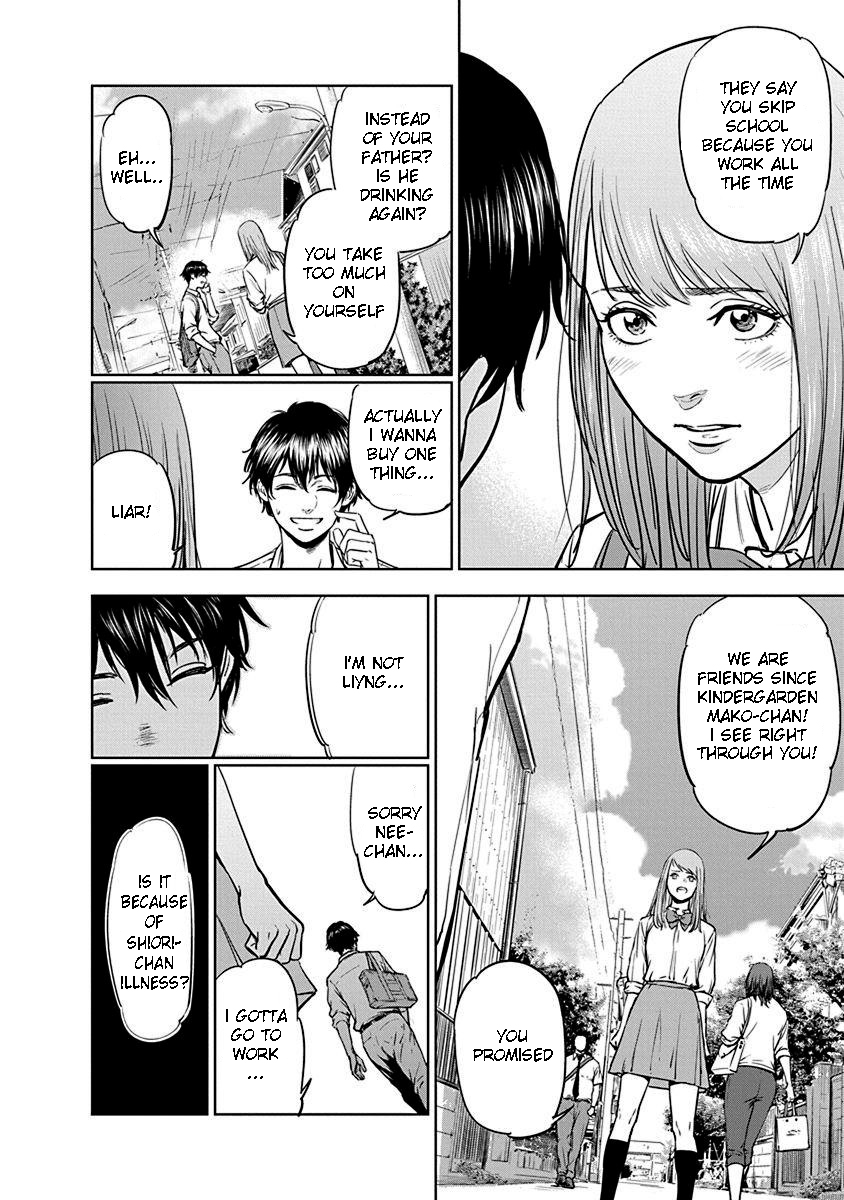 THEY SAY
YOU SKIP
SCHOOL
BECAUSE YOU
WORK ALL
THE TIME
INSTEAD
OF YOUR
FATHER?
IS HE
DRINKING
AGAIN?
YOU TAKE
TOO MUCH
ON
YOURSELF
EH...
WELL..
ACTUALLY
I WANNA
BUY ONE
THING...
LIAR!
WE ARE
FRIENDS SINCE
KINDERGARDEN
MAKO-CHAN!
I SEE RIGHT
THROUGH YOU!
YOU
PROMISED
I'M NOT
LIYNG...
SORRY
NEE-
CHAN...
I GOTTA
GO TO
WORK
...
IS IT
BECAUSE
OF
SHIORI-
CHAN
ILLNESS?